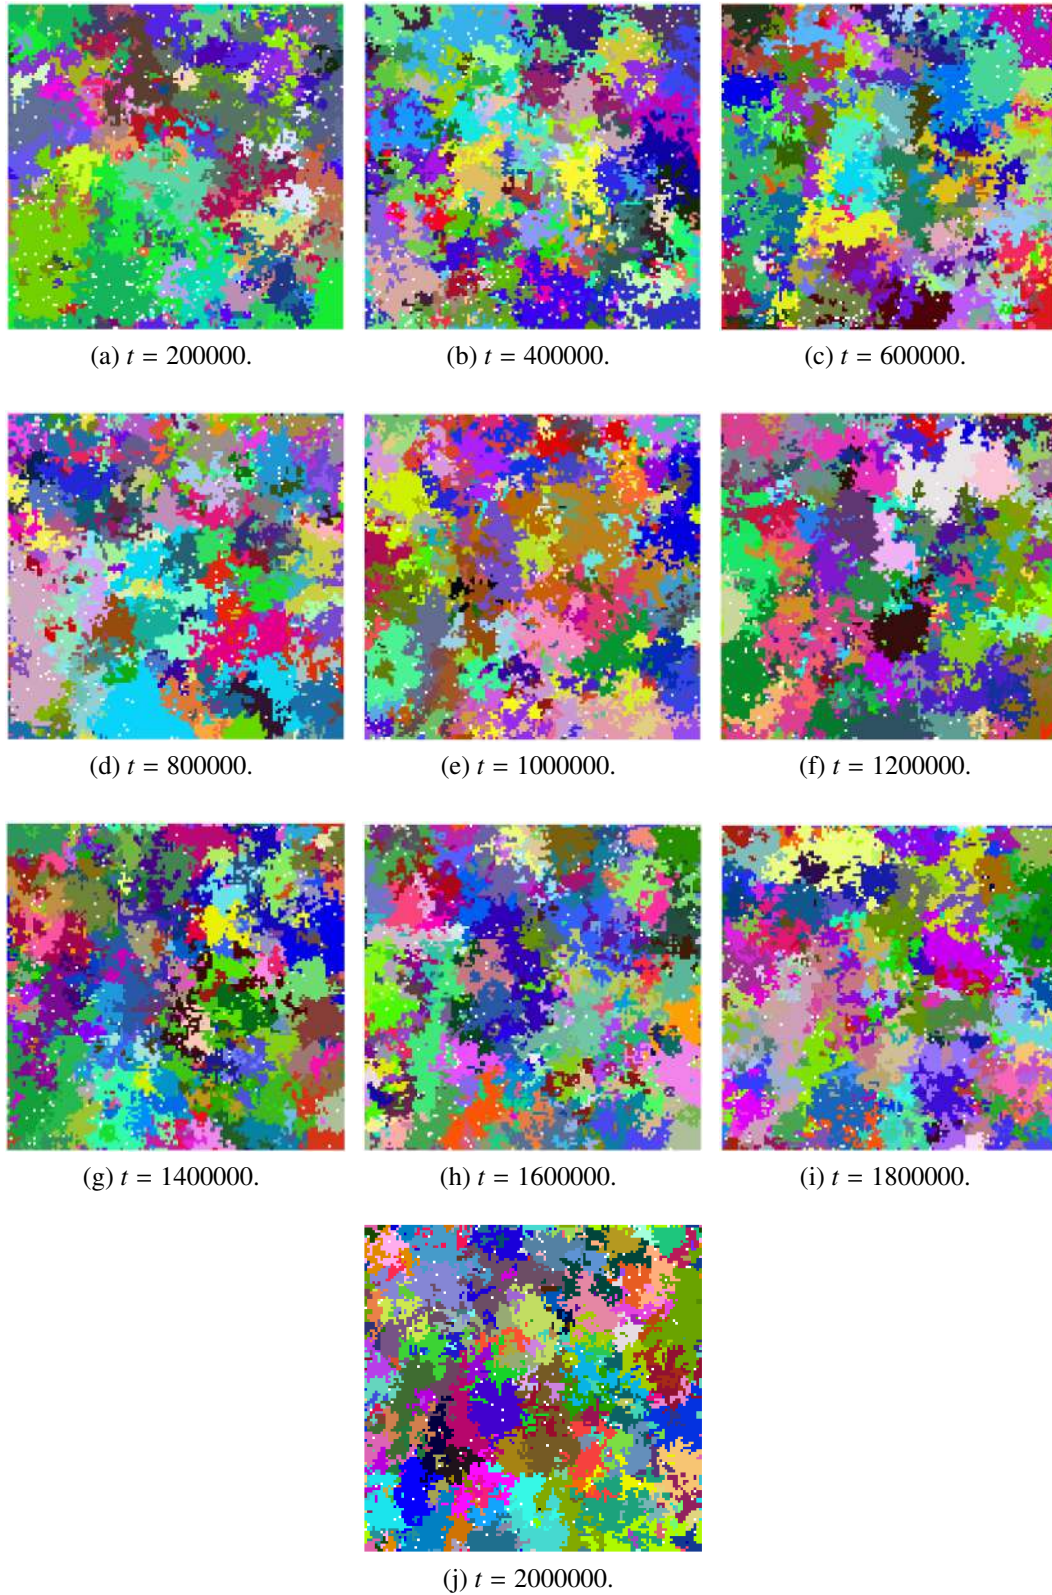 (a) t = 200000.
(b) t = 400000.
(c) t = 600000.
(d) t = 800000.
(e) t = 1000000.
(f) t = 1200000.
(g) t = 1400000.
(h) t = 1600000.
(i) t = 1800000.
(j) t = 2000000.